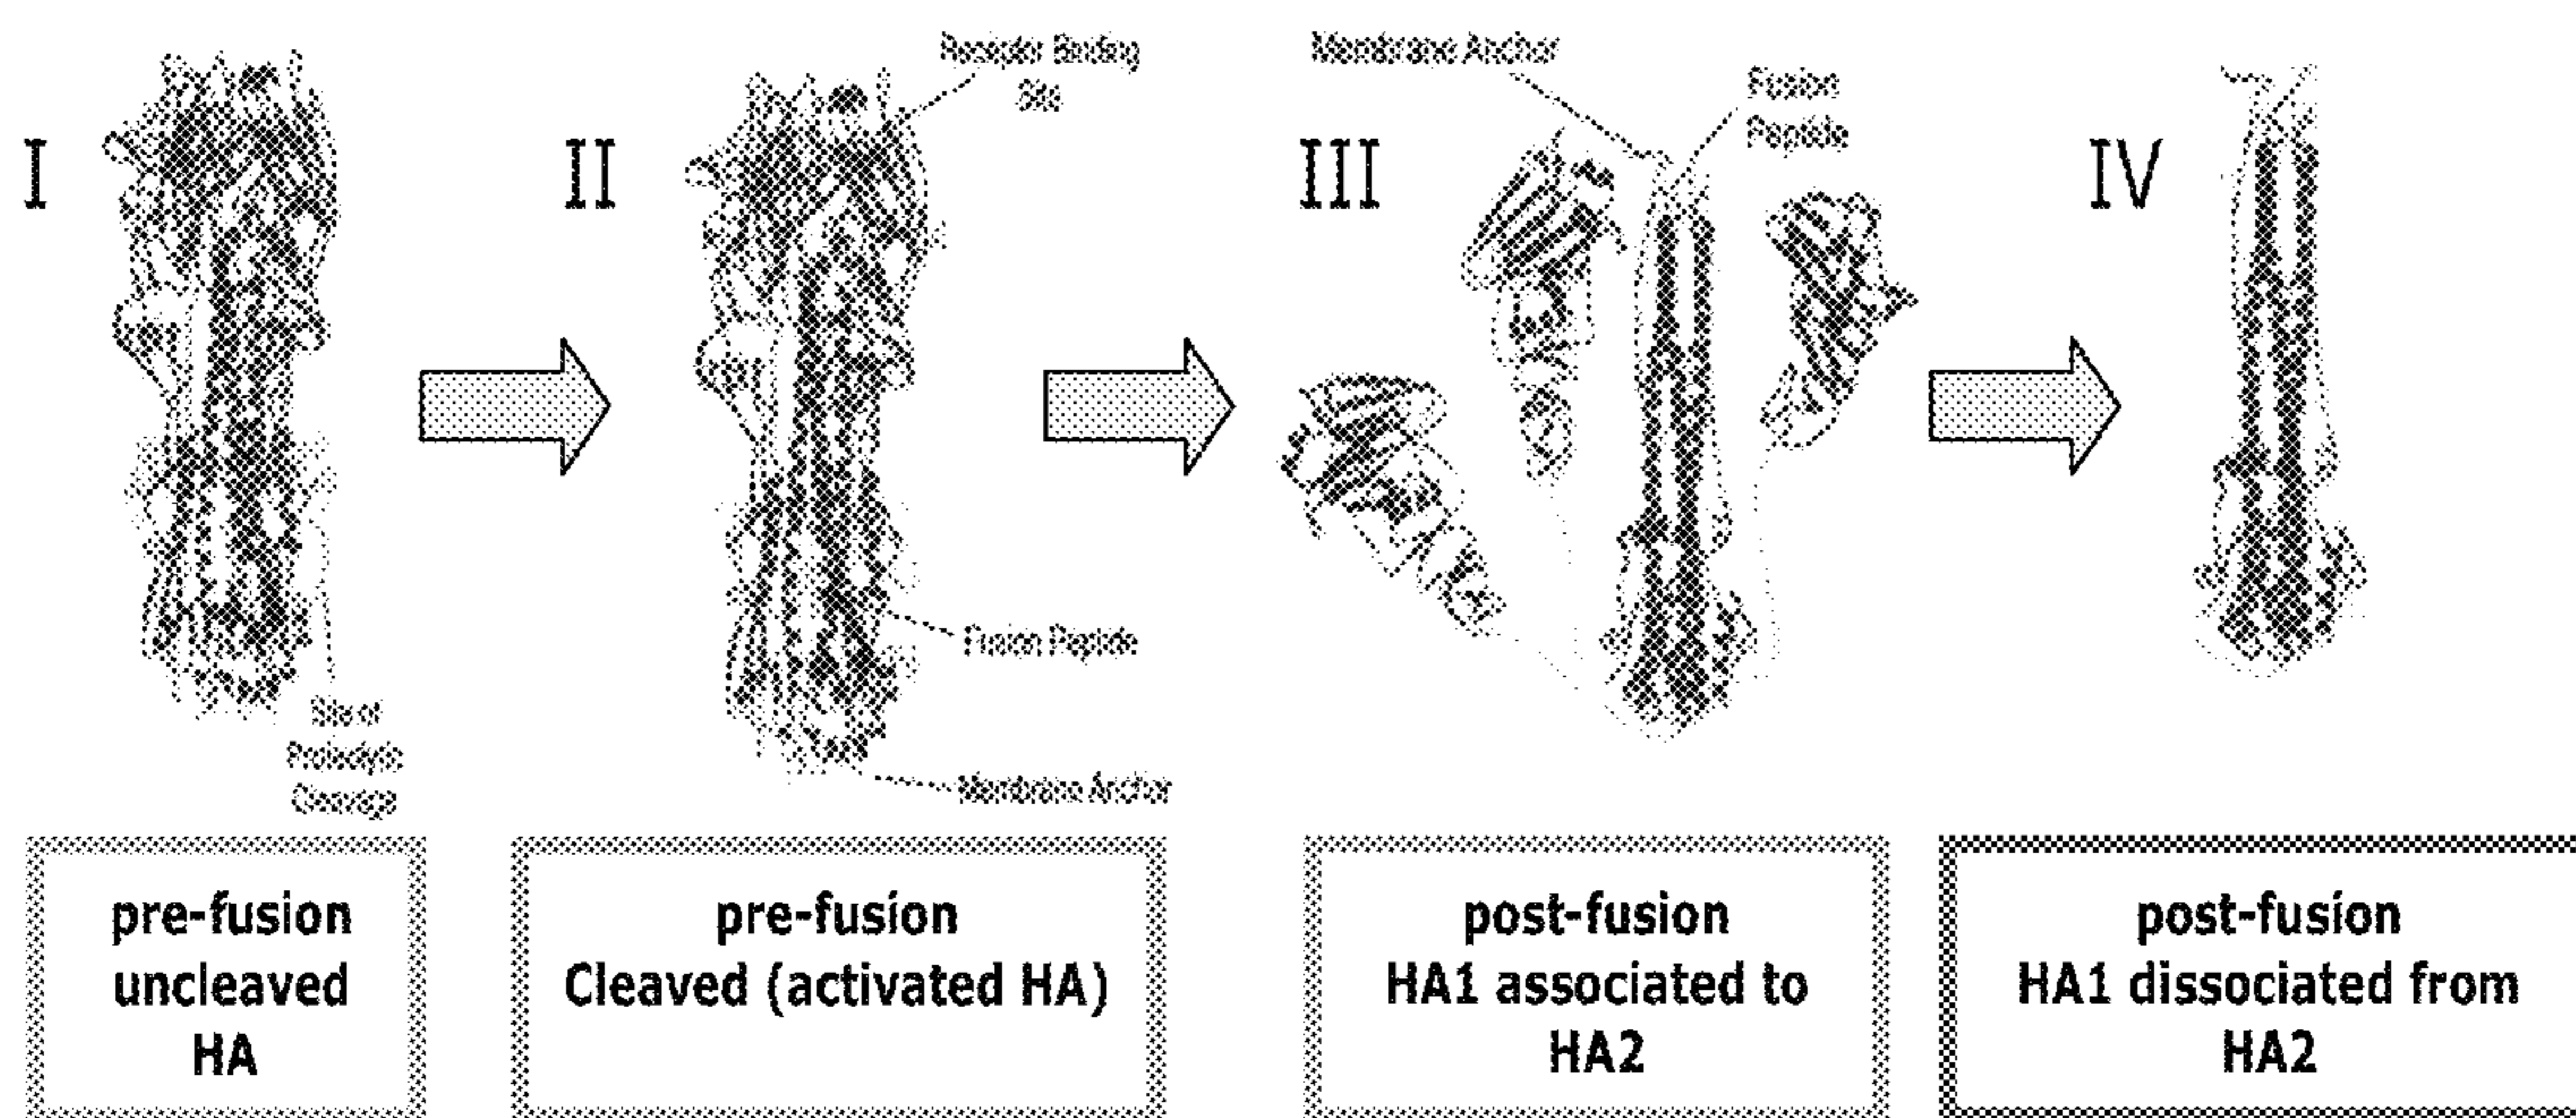 Receptor Binding
Site
Membrane Anchor
Fusion
Peptide
I
II
III
IV
Fusion Peptide
Site of
Proteolytic
Cleavage
Membrane Anchor
pre-fusion
uncleaved
HA
pre-fusion
Cleaved (activated HA)
post-fusion
HA1 associated to
HA2
post-fusion
HA1 dissociated from
HA2